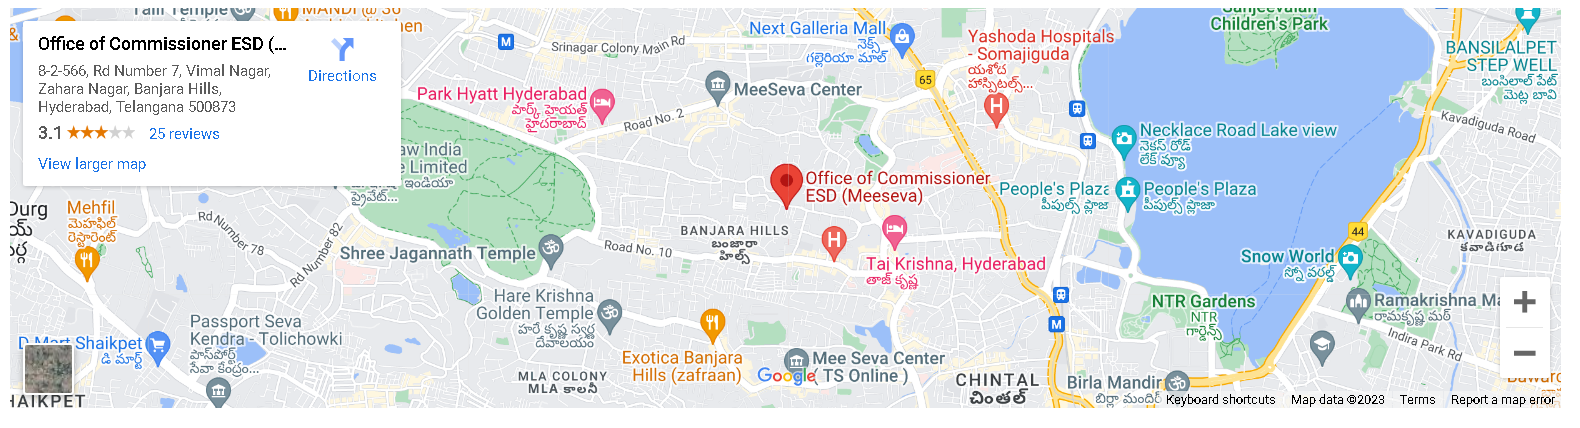 Office of Commissioner ESD (...
8-2-566, Rd Number 7, Vimal Nagar,
Zahara Nagar, Banjara Hills,
Hyderabad, Telangana 500873
3.1
25 reviews
Directions
View larger map
MANDI @ 36
Srinagar Colony Main Rd
Next Galleria Mall
నెక్స్ట్
గల్లెరియా మాల్
Yashoda Hospitals
- Somajiguda
యశోద
హాస్పిటల్స్...
Sanjeevaiah
Children's Park
BANSILALPET
STEP WELL
బంసిలాల్ పేట్
మెట్ల బావి
65
Park Hyatt Hyderabad
పార్క్ హయత్
హైదరాబాద్
MeeSeva Center
Road No. 2
Kavadiguda Road
Necklace Road Lake view
నెకస్ రోడ్
లేక్ వ్యూ
aw India
e Limited...
ఇండియా
ప్రైవేట్...
Office of Commissioner
ESD (Meeseva)
People's Plaza
పీపుల్స్ ప్లాజా
People's Plaza
పీపుల్స్ ప్లాజా
Durg
Mehfil
మెహఫిల్
రెస్టారెంట్
Rd Number 78
Rd Number 82
BANJARA HILLS
బంజారా
హిల్స్
Road No. 10
Shree Jagannath Temple
Taj Krishna, Hyderabad
తాజ్ కృష్ణ
44
KAVADIGUDA
కవాడిగూడ
Snow World
స్నో వరల్డ్
Hare Krishna
Golden Temple
హరే కృష్ణ స్వర్ణ
దేవాలయం
NTR Gardens
NTR
గార్డెన్స్
Ramakrishna Ma
రామకృష్ణ మఠ్
Passport Seva
Kendra - Tolichowki
పాస్‌పోర్ట్
సేవా కేంద్రం...
D Mart Shaikpet
డి మార్ట్
Indira Park Rd
Exotica Banjara
Hills (zafraan)
Mee Seva Center
( TS Online )
MLA COLONY
MLA కాలనీ
CHINTAL
చింతల్
Birla Mandir
బిర్లా మందిర్
HAIKPET
Google
Keyboard shortcuts
Map data ©2023
Terms
Report a map error